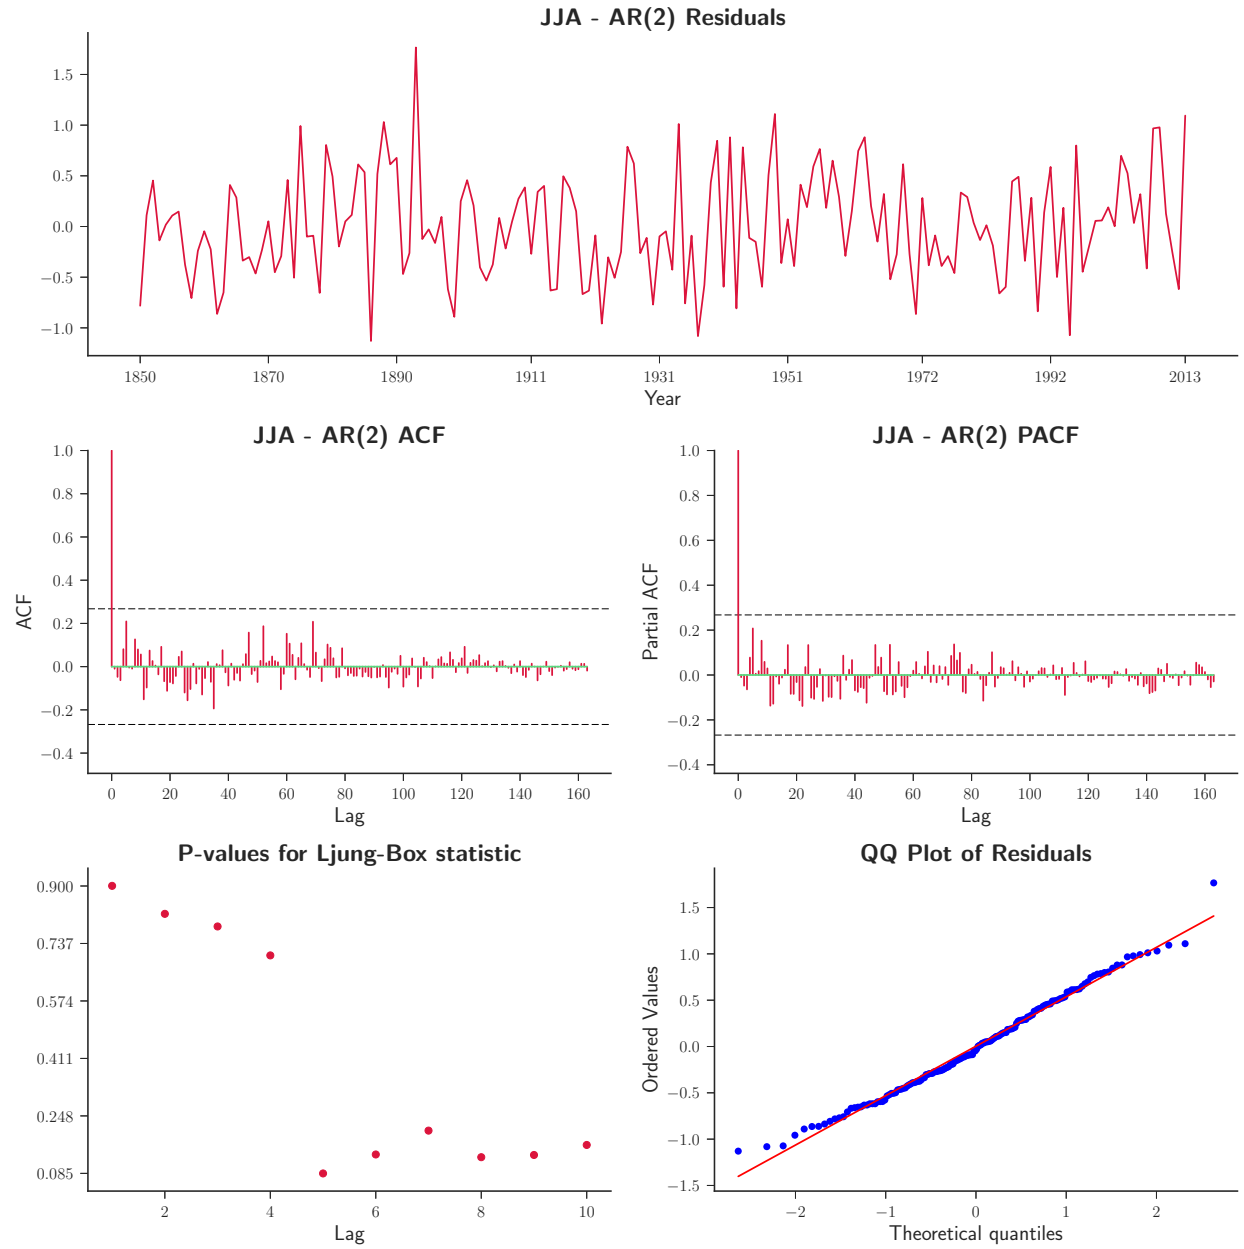 JJA - AR(2) Residuals
1.5
1.0
0.5
0.0
−0.5
−1.0
1850 1870 1890 1911 1931 1951 1972 1992 2013
Year
JJA - AR(2) ACF
1.0
0.8
0.6
0.4
0.2
0.0
−0.2
−0.4
ACF
0 20 40 60 80 100 120 140 160
Lag
JJA - AR(2) PACF
1.0
0.8
0.6
0.4
0.2
0.0
−0.2
−0.4
Partial ACF
0 20 40 60 80 100 120 140 160
Lag
P-values for Ljung-Box statistic
0.900
0.737
0.574
0.411
0.248
0.085
2 4 6 8 10
Lag
QQ Plot of Residuals
1.5
1.0
0.5
0.0
−0.5
−1.0
−1.5
Ordered Values
−2 −1 0 1 2
Theoretical quantiles